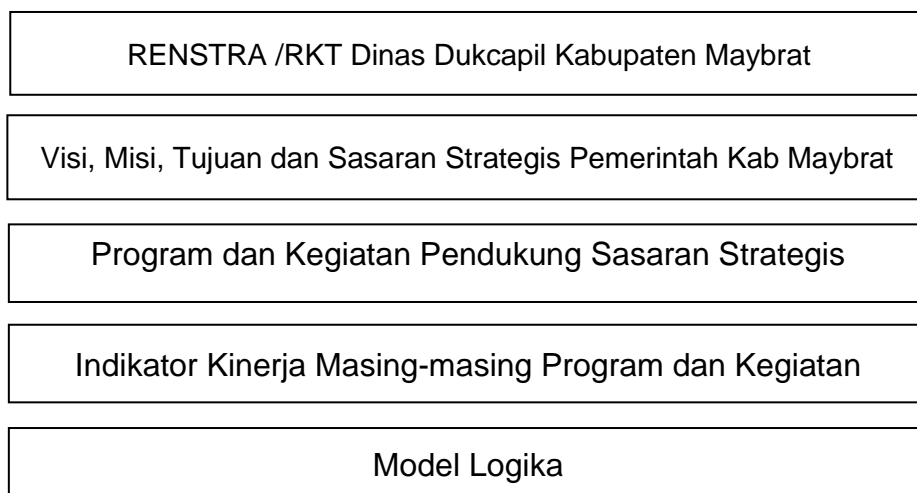 RENSTRA /RKT Dinas Dukcapil Kabupaten Maybrat
Visi, Misi, Tujuan dan Sasaran Strategis Pemerintah Kab Maybrat
Program dan Kegiatan Pendukung Sasaran Strategis
Indikator Kinerja Masing-masing Program dan Kegiatan
Model Logika